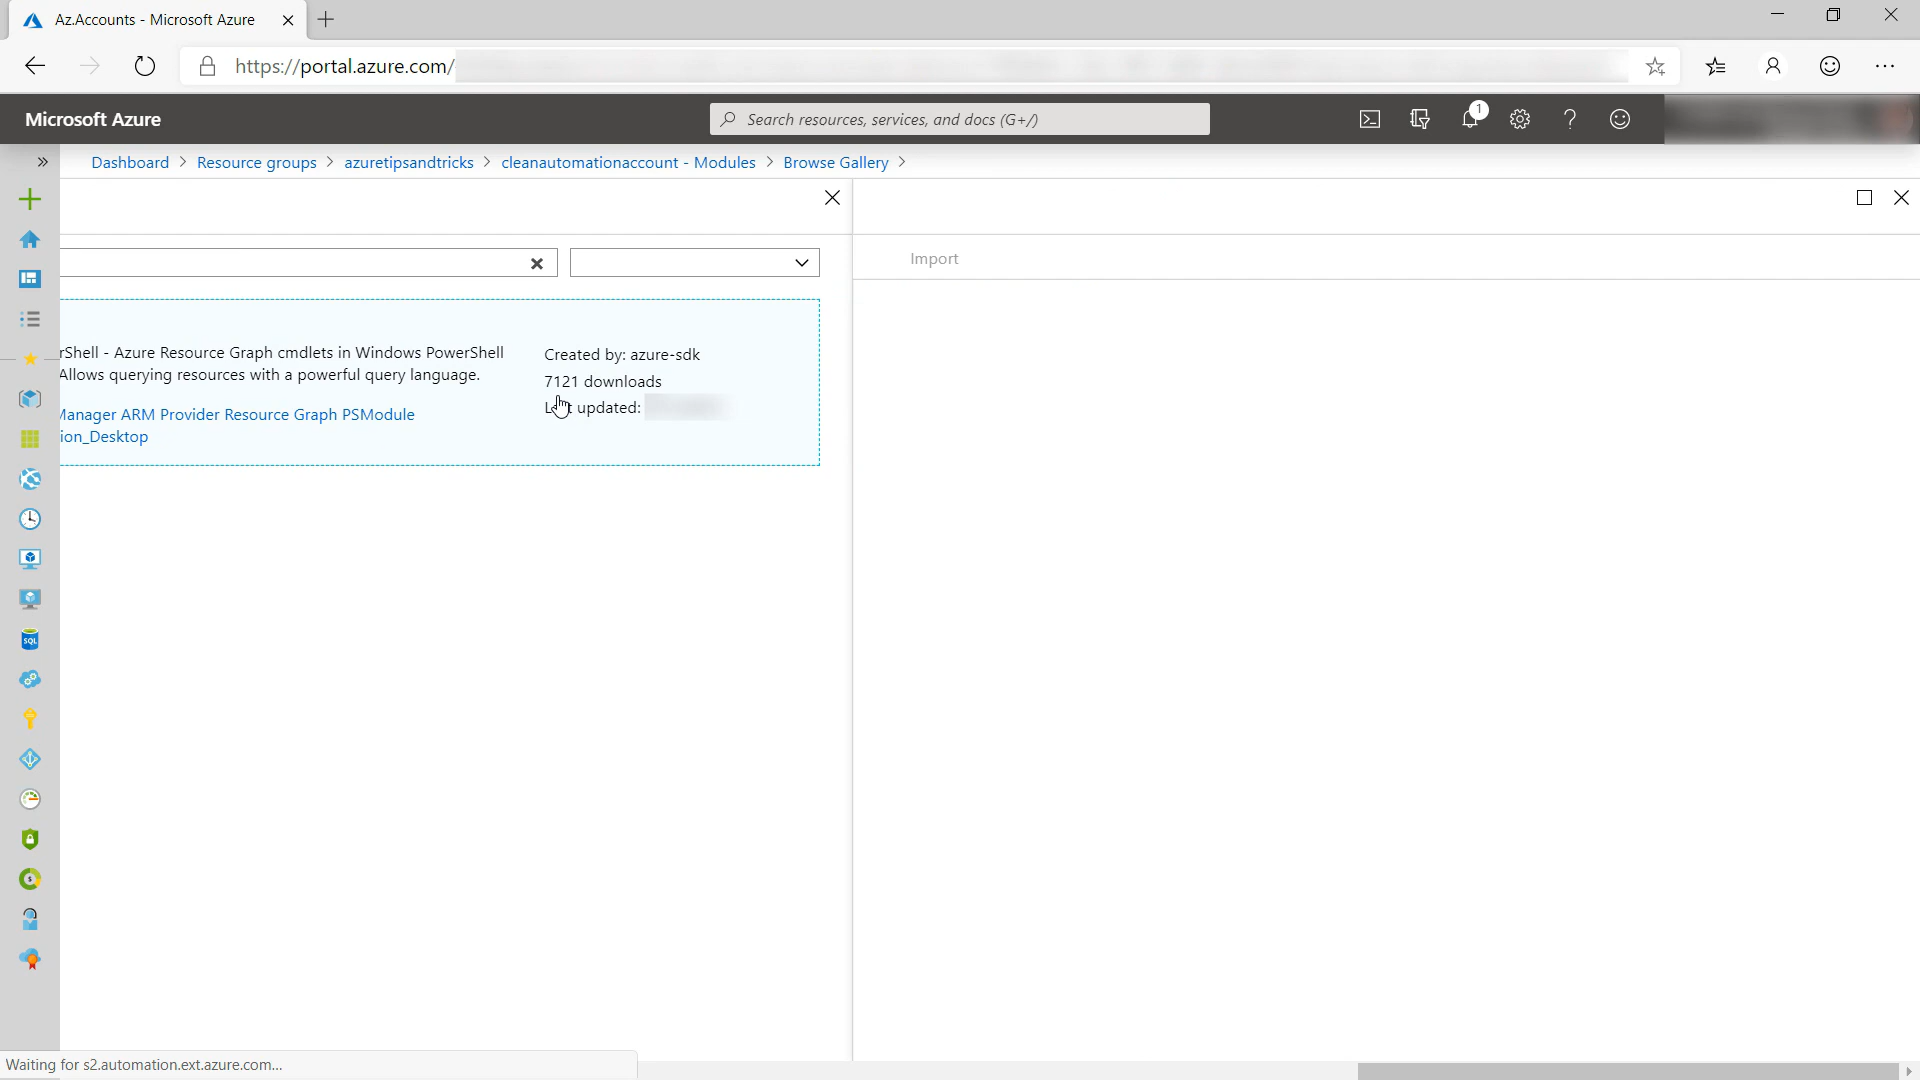 Az.Accounts - Microsoft Azure
https://portal.azure.com/
Microsoft Azure
Search resources, services, and docs (G+/)
1
Dashboard > Resource groups > azuretipsandtricks > cleanautomationaccount - Modules > Browse Gallery >
Import
rShell - Azure Resource Graph cmdlets in Windows PowerShell
Allows querying resources with a powerful query language.
Manager ARM Provider Resource Graph PSModule
ion_Desktop
Created by: azure-sdk
7121 downloads
Last updated:
SQL
Waiting for s2.automation.ext.azure.com...